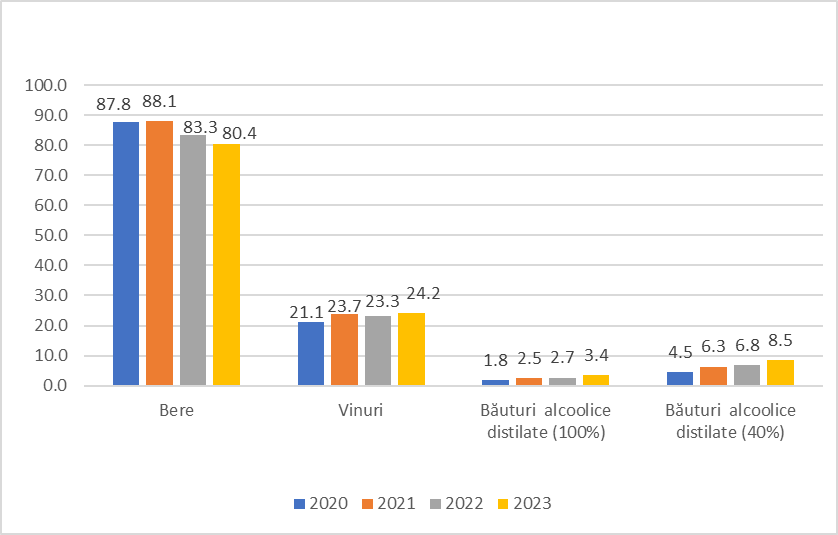 100.0
90.0
80.0
70.0
60.0
50.0
40.0
30.0
20.0
10.0
0.0
87.8 88.1 83.3 80.4
21.1 23.7 23.3 24.2
1.8 2.5 2.7 3.4
4.5 6.3 6.8 8.5
Bere
Vinuri
Băuturi alcoolice
distilate (100%)
Băuturi alcoolice
distilate (40%)
2020 2021 2022 2023